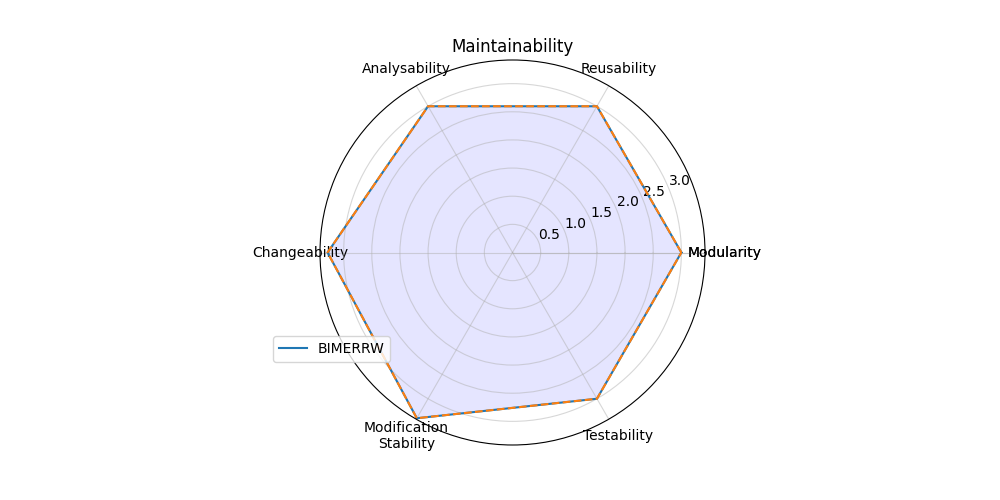 Maintainability
Analysability
Reusability
3.0
2.5
2.0
1.5
1.0
0.5
Changeability
Modularity
BIMERRW
Modification
Stability
Testability